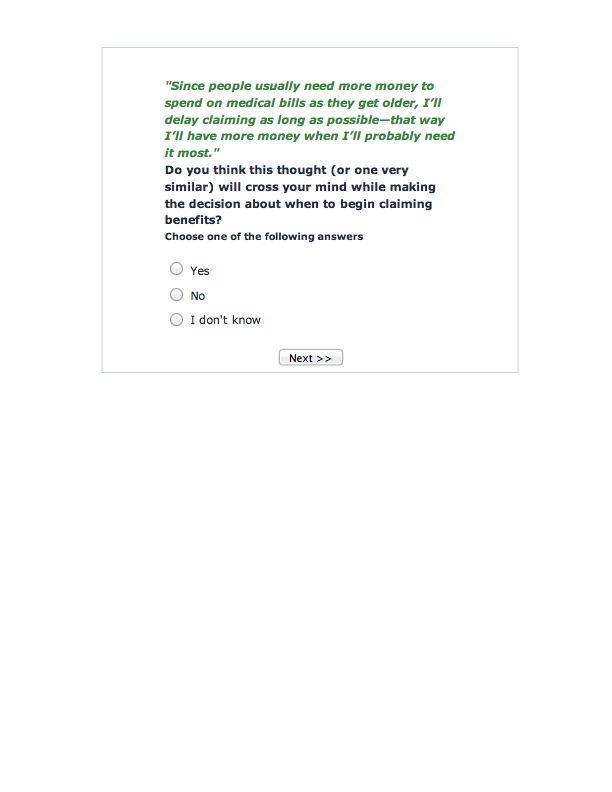 "Since people usually need more money to
spend on medical bills as they get older, I’ll
delay claiming as long as possible—that way
I’ll have more money when I’ll probably need
it most."
Do you think this thought (or one very
similar) will cross your mind while making
the decision about when to begin claiming
benefits?
Choose one of the following answers
Yes
No
I don't know
Next >>